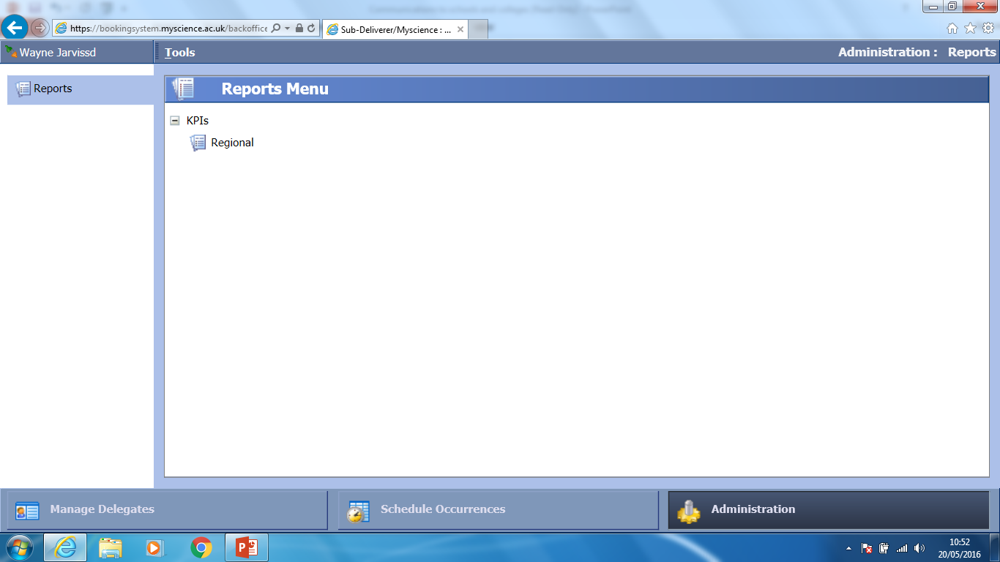 https://bookingsystem.myscience.ac.uk/backoffice
Sub-Deliverer/Myscience : ...
Wayne Jarvissd
Tools
Administration : Reports
Reports
Reports Menu
KPIs
Regional
Manage Delegates
Schedule Occurrences
Administration
10:52
20/05/2016